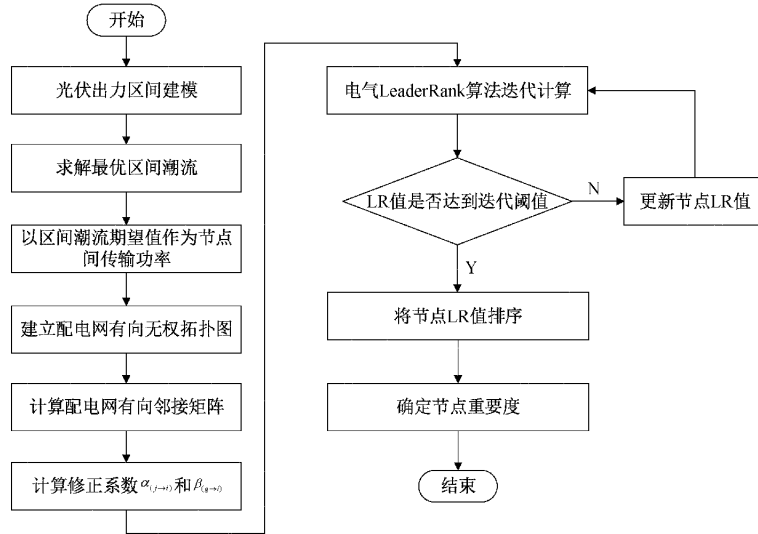 开始
光伏出力区间建模
求解最优区间潮流
以区间潮流期望值作为节点
间传输功率
建立配电网有向无权拓扑图
计算配电网有向邻接矩阵
计算修正系数α(j→i)和β(g→i)
电气LeaderRank算法迭代计算
LR值是否达到迭代阈值
N
更新节点LR值
Y
将节点LR值排序
确定节点重要度
结束